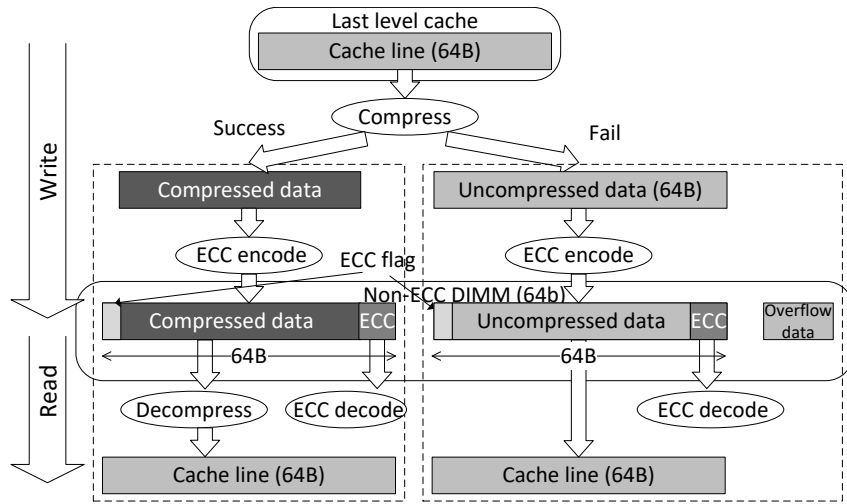 Last level cache
Cache line (64B)
Compress
Success
Fail
Write
Compressed data
Uncompressed data (64B)
ECC encode
ECC flag
ECC encode
Non-ECC DIMM (64b)
Compressed data
ECC
Uncompressed data
ECC
Overflow
data
64B
64B
Read
Decompress
ECC decode
ECC decode
Cache line (64B)
Cache line (64B)